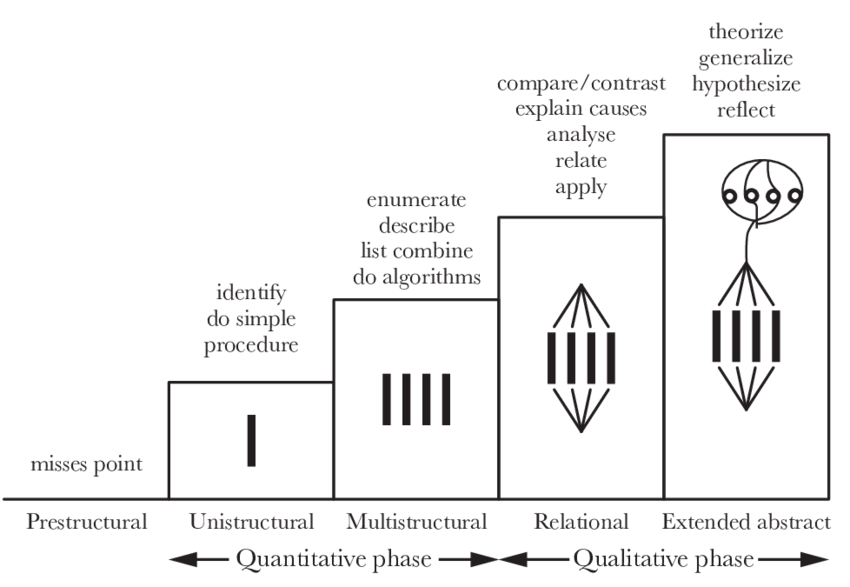 theorize
generalize
hypothesize
reflect
compare/contrast
explain causes
analyse
relate
apply
enumerate
describe
list combine
do algorithms
identify
do simple
procedure
misses point
Prestructural
Unistructural
Multistructural
Relational
Extended abstract
Quantitative phase
Qualitative phase